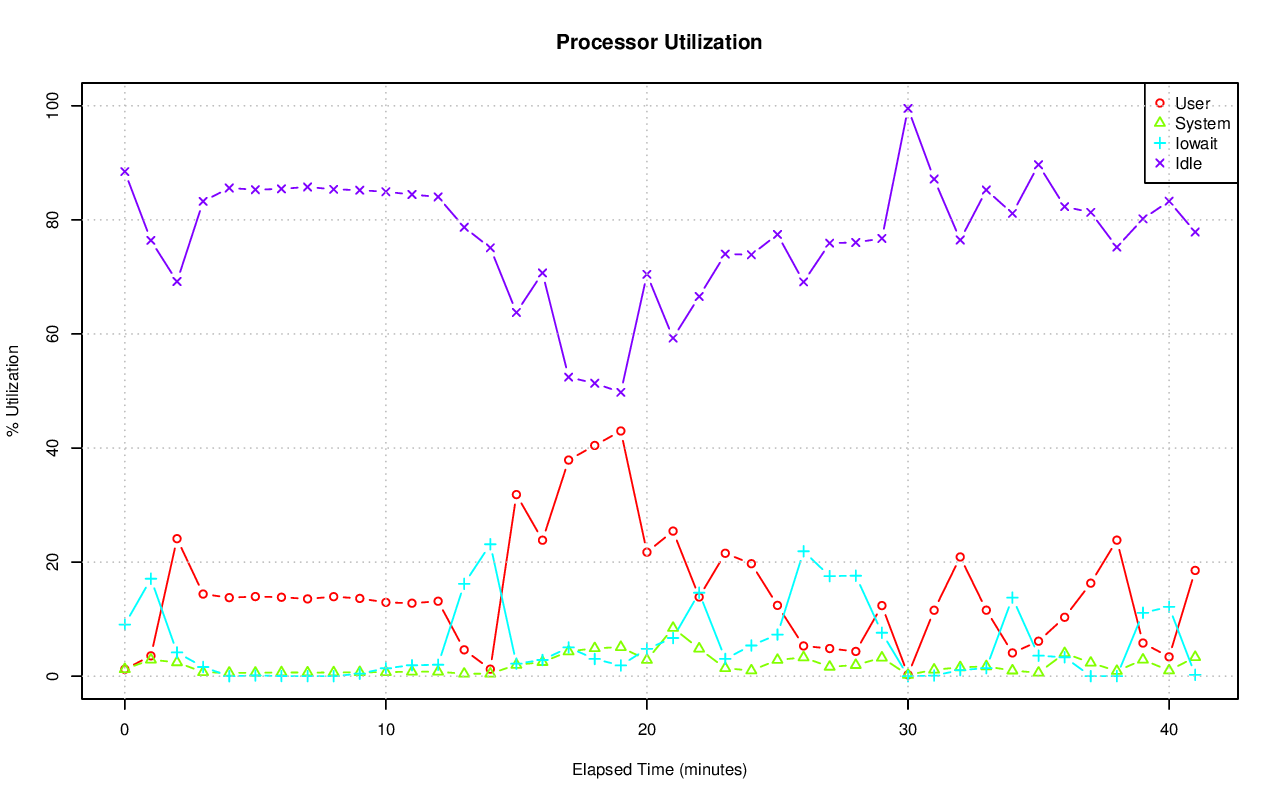 Processor Utilization
% Utilization
100
80
60
40
20
0
User
System
Iowait
Idle
0 10 20 30 40
Elapsed Time (minutes)